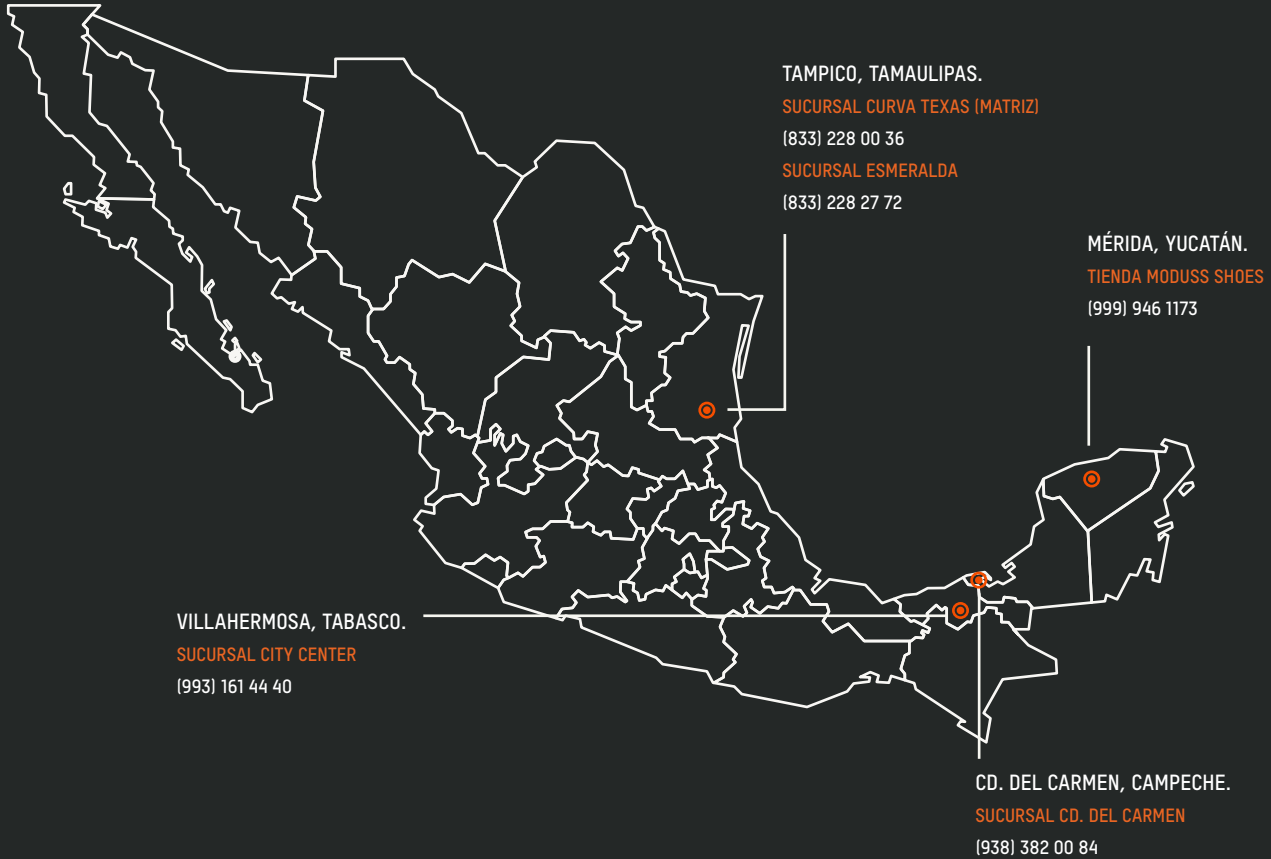 TAMPICO, TAMAULIPAS.
SUCURSAL CURVA TEXAS (MATRIZ)
(833) 228 00 36
SUCURSAL ESMERALDA
(833) 228 27 72
MÉRIDA, YUCATÁN.
TIENDA MODUSS SHOES
(999) 946 1173
VILLAHERMOSA, TABASCO.
SUCURSAL CITY CENTER
(993) 161 44 40
CD. DEL CARMEN, CAMPECHE.
SUCURSAL CD. DEL CARMEN
(938) 382 00 84